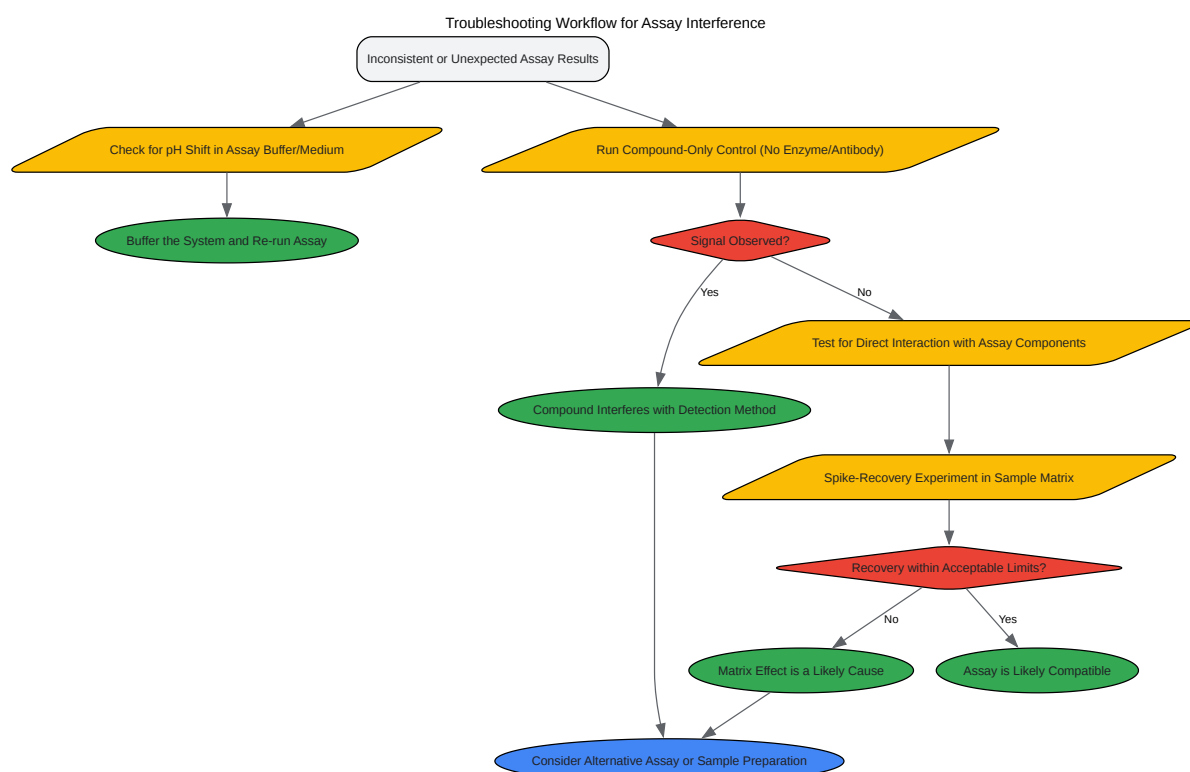 Troubleshooting Workflow for Assay Interference
Inconsistent or Unexpected Assay Results
Check for pH Shift in Assay Buffer/Medium
Run Compound-Only Control (No Enzyme/Antibody)
Buffer the System and Re-run Assay
Signal Observed?
Yes
No
Test for Direct Interaction with Assay Components
Compound Interferes with Detection Method
Spike-Recovery Experiment in Sample Matrix
Recovery within Acceptable Limits?
No
Yes
Matrix Effect is a Likely Cause
Assay is Likely Compatible
Consider Alternative Assay or Sample Preparation